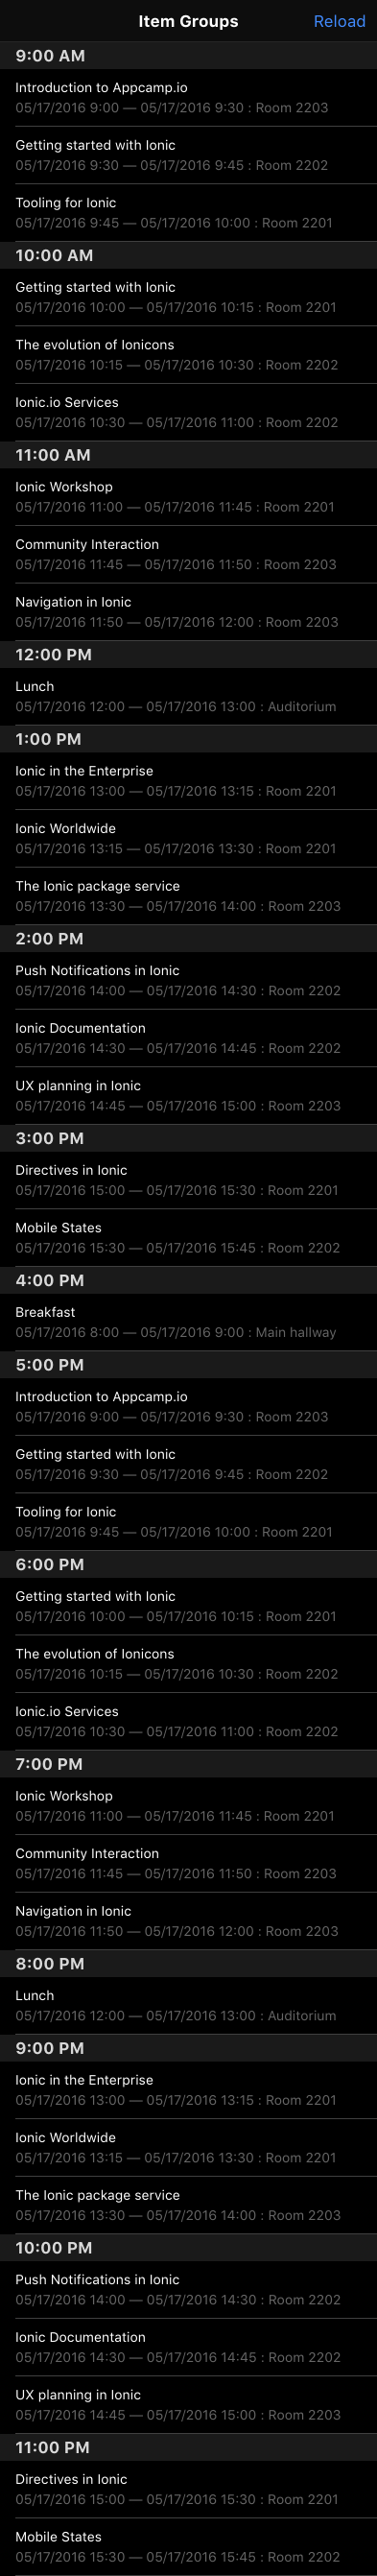 Item Groups
Reload
9:00 AM
Introduction to Appcamp.io
05/17/2016 9:00 — 05/17/2016 9:30 : Room 2203
Getting started with Ionic
05/17/2016 9:30 — 05/17/2016 9:45 : Room 2202
Tooling for Ionic
05/17/2016 9:45 — 05/17/2016 10:00 : Room 2201
10:00 AM
Getting started with Ionic
05/17/2016 10:00 — 05/17/2016 10:15 : Room 2201
The evolution of Ionicons
05/17/2016 10:15 — 05/17/2016 10:30 : Room 2202
Ionic.io Services
05/17/2016 10:30 — 05/17/2016 11:00 : Room 2202
11:00 AM
Ionic Workshop
05/17/2016 11:00 — 05/17/2016 11:45 : Room 2201
Community Interaction
05/17/2016 11:45 — 05/17/2016 11:50 : Room 2203
Navigation in Ionic
05/17/2016 11:50 — 05/17/2016 12:00 : Room 2203
12:00 PM
Lunch
05/17/2016 12:00 — 05/17/2016 13:00 : Auditorium
1:00 PM
Ionic in the Enterprise
05/17/2016 13:00 — 05/17/2016 13:15 : Room 2201
Ionic Worldwide
05/17/2016 13:15 — 05/17/2016 13:30 : Room 2201
The Ionic package service
05/17/2016 13:30 — 05/17/2016 14:00 : Room 2203
2:00 PM
Push Notifications in Ionic
05/17/2016 14:00 — 05/17/2016 14:30 : Room 2202
Ionic Documentation
05/17/2016 14:30 — 05/17/2016 14:45 : Room 2202
UX planning in Ionic
05/17/2016 14:45 — 05/17/2016 15:00 : Room 2203
3:00 PM
Directives in Ionic
05/17/2016 15:00 — 05/17/2016 15:30 : Room 2201
Mobile States
05/17/2016 15:30 — 05/17/2016 15:45 : Room 2202
4:00 PM
Breakfast
05/17/2016 8:00 — 05/17/2016 9:00 : Main hallway
5:00 PM
Introduction to Appcamp.io
05/17/2016 9:00 — 05/17/2016 9:30 : Room 2203
Getting started with Ionic
05/17/2016 9:30 — 05/17/2016 9:45 : Room 2202
Tooling for Ionic
05/17/2016 9:45 — 05/17/2016 10:00 : Room 2201
6:00 PM
Getting started with Ionic
05/17/2016 10:00 — 05/17/2016 10:15 : Room 2201
The evolution of Ionicons
05/17/2016 10:15 — 05/17/2016 10:30 : Room 2202
Ionic.io Services
05/17/2016 10:30 — 05/17/2016 11:00 : Room 2202
7:00 PM
Ionic Workshop
05/17/2016 11:00 — 05/17/2016 11:45 : Room 2201
Community Interaction
05/17/2016 11:45 — 05/17/2016 11:50 : Room 2203
Navigation in Ionic
05/17/2016 11:50 — 05/17/2016 12:00 : Room 2203
8:00 PM
Lunch
05/17/2016 12:00 — 05/17/2016 13:00 : Auditorium
9:00 PM
Ionic in the Enterprise
05/17/2016 13:00 — 05/17/2016 13:15 : Room 2201
Ionic Worldwide
05/17/2016 13:15 — 05/17/2016 13:30 : Room 2201
The Ionic package service
05/17/2016 13:30 — 05/17/2016 14:00 : Room 2203
10:00 PM
Push Notifications in Ionic
05/17/2016 14:00 — 05/17/2016 14:30 : Room 2202
Ionic Documentation
05/17/2016 14:30 — 05/17/2016 14:45 : Room 2202
UX planning in Ionic
05/17/2016 14:45 — 05/17/2016 15:00 : Room 2203
11:00 PM
Directives in Ionic
05/17/2016 15:00 — 05/17/2016 15:30 : Room 2201
Mobile States
05/17/2016 15:30 — 05/17/2016 15:45 : Room 2202